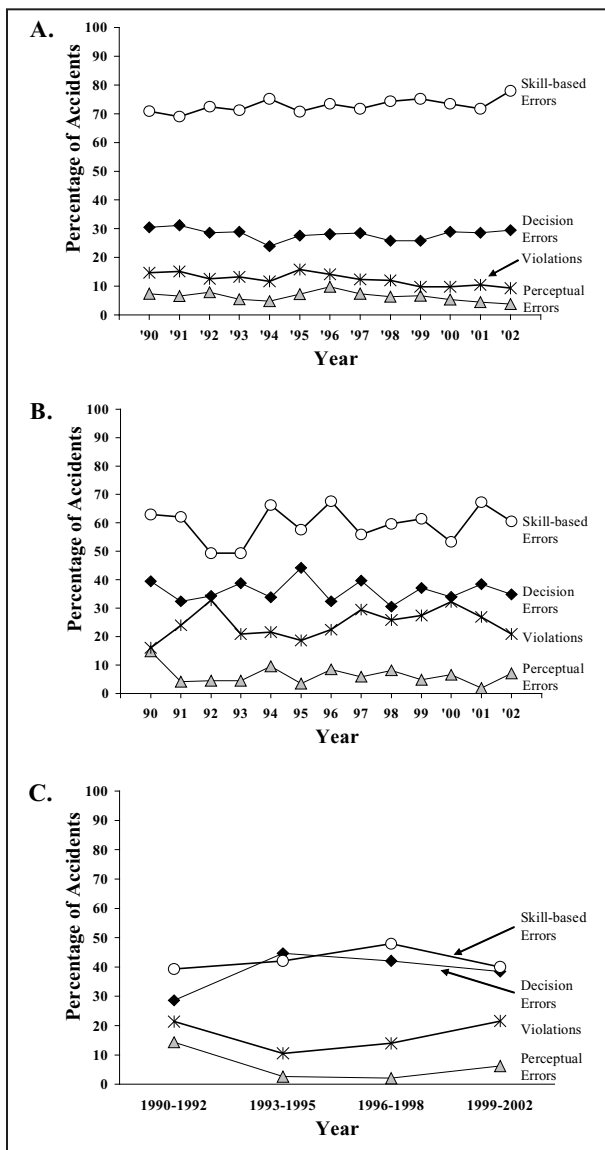 A.
100
90
80
70
60
50
40
30
20
10
0
Percentage of Accidents
Skill-based
Errors
Decision
Errors
Violations
Perceptual
Errors
'90 '91 '92 '93 '94 '95 '96 '97 '98 '99 '00 '01 '02
Year
B.
100
90
80
70
60
50
40
30
20
10
0
Percentage of Accidents
Skill-based
Errors
Decision
Errors
Violations
Perceptual
Errors
90 91 92 93 94 95 96 97 98 99 '00 '01 '02
Year
C.
100
90
80
70
60
50
40
30
20
10
0
Percentage of Accidents
Skill-based
Errors
Decision
Errors
Violations
Perceptual
Errors
1990-1992 1993-1995 1996-1998 1999-2002
Year